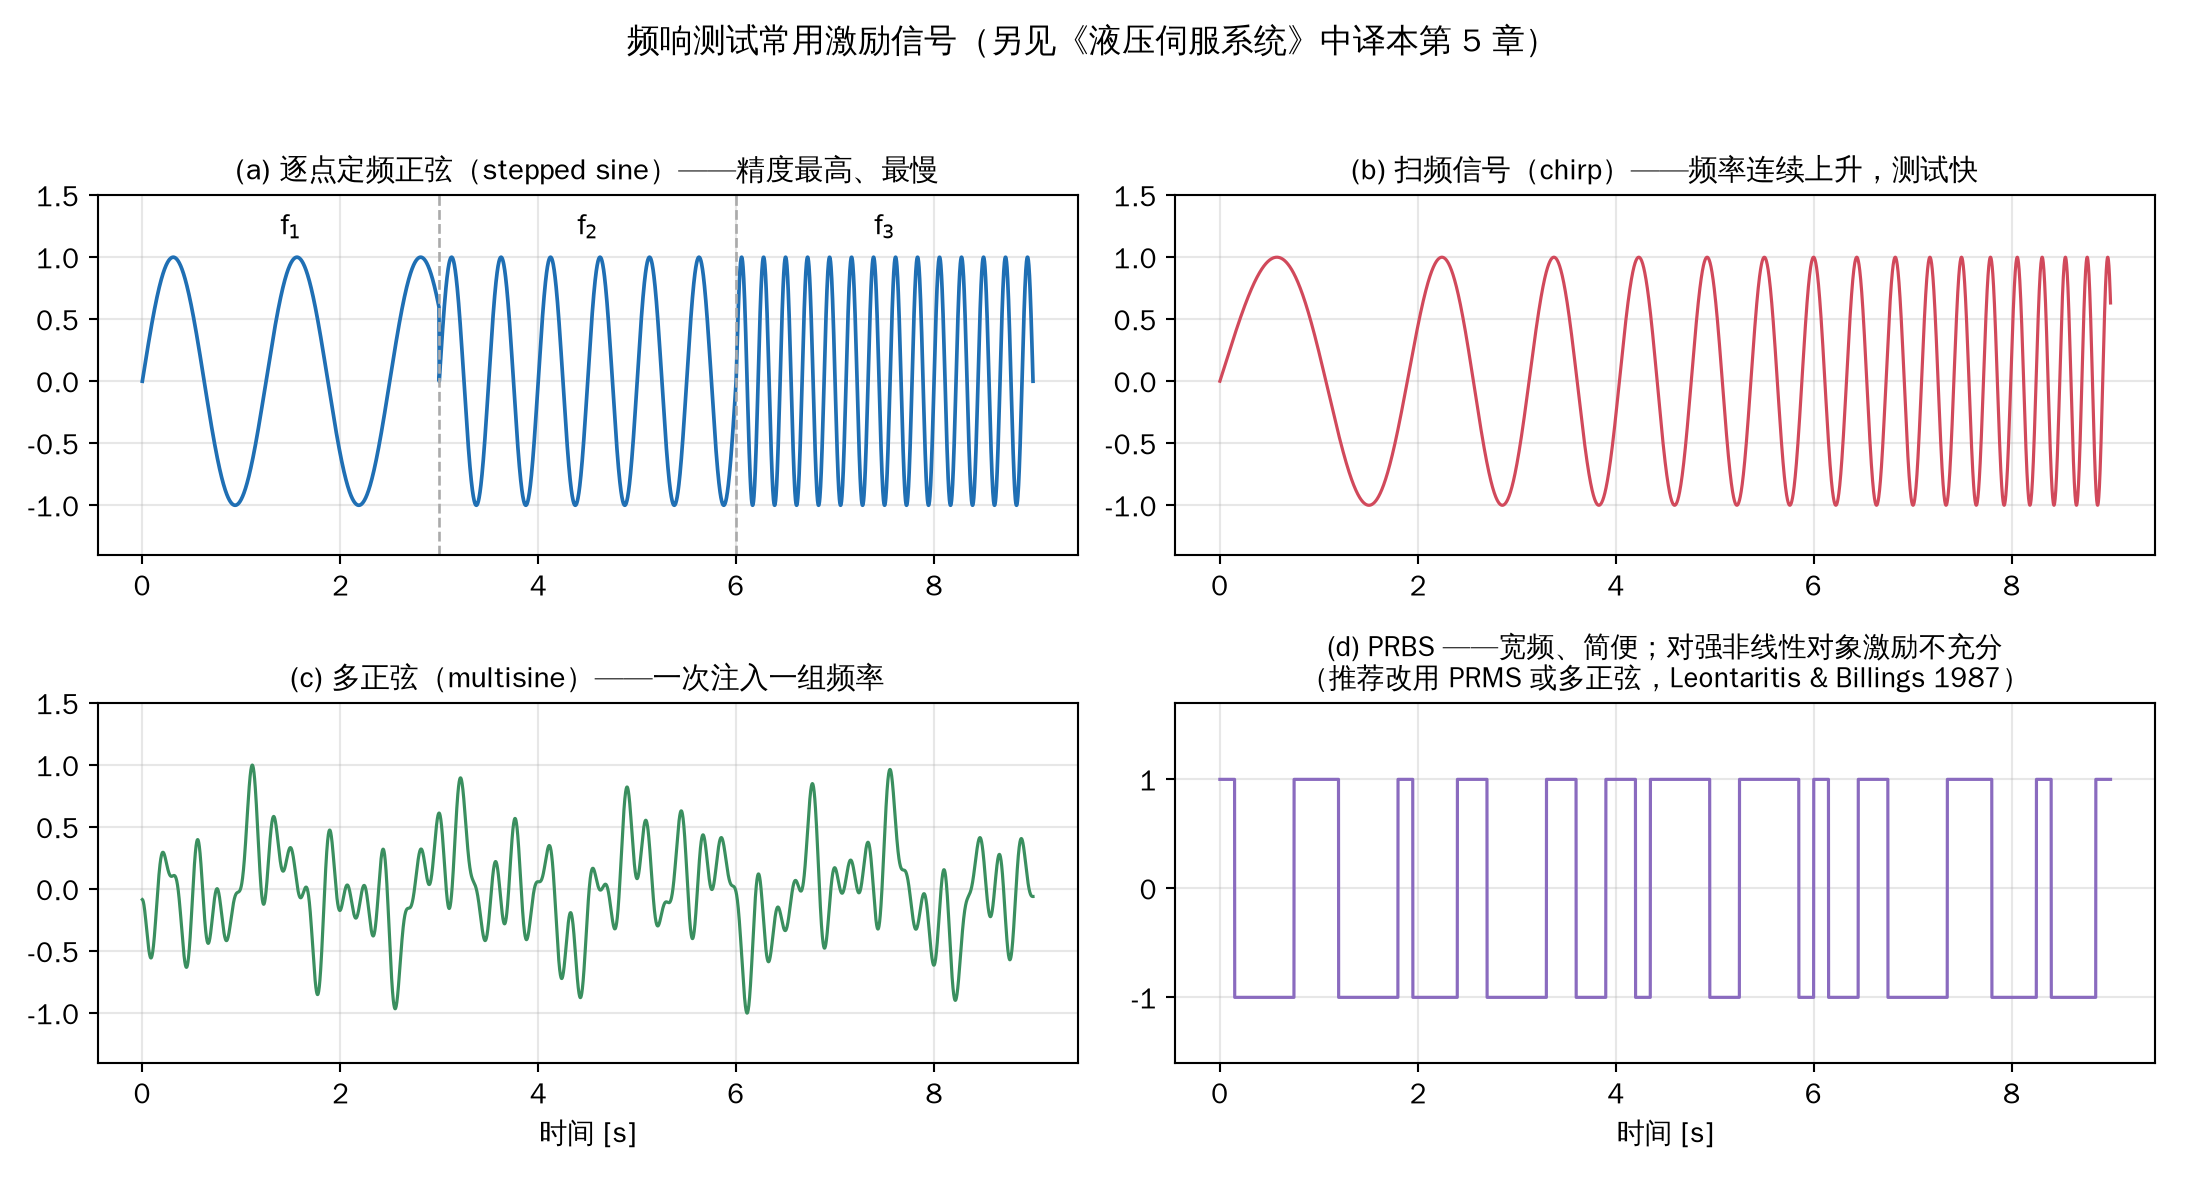 频响测试常用激励信号（另见《液压伺服系统》中译本第 5 章）
(a) 逐点定频正弦（stepped sine）——精度最高、最慢
1.5
1.0
0.5
0.0
-0.5
-1.0
f₁
f₂
f₃
0 2 4 6 8
(b) 扫频信号（chirp）——频率连续上升，测试快
1.5
1.0
0.5
0.0
-0.5
-1.0
0 2 4 6 8
(c) 多正弦（multisine）——一次注入一组频率
1.5
1.0
0.5
0.0
-0.5
-1.0
0 2 4 6 8
时间 [s]
(d) PRBS ——宽频、简便；对强非线性对象激励不充分
（推荐改用 PRMS 或多正弦，Leontaritis & Billings 1987）
1
0
-1
0 2 4 6 8
时间 [s]